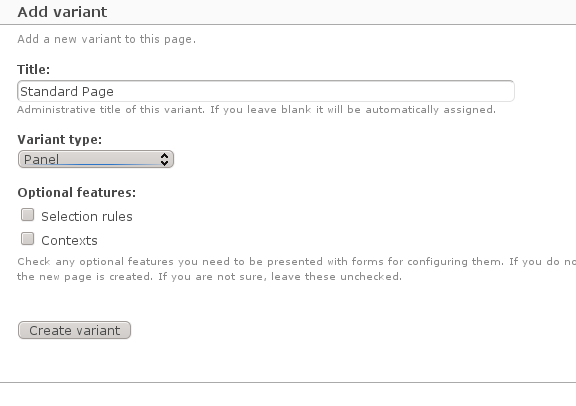 Add variant
Add a new variant to this page.
Title:
Standard Page
Administrative title of this variant. If you leave blank it will be automatically assigned.
Variant type:
Panel
Optional features:
Selection rules
Contexts
Check any optional features you need to be presented with forms for configuring them. If you do
the new page is created. If you are not sure, leave these unchecked.
Create variant